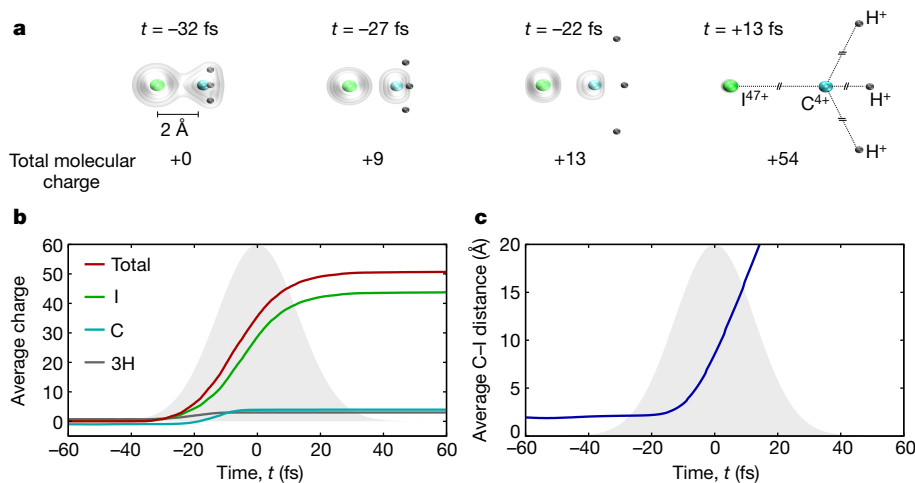 a
t = –32 fs
t = –27 fs
t = –22 fs
t = +13 fs
H⁺
I⁴⁷⁺
C⁴⁺
H⁺
2 Å
H⁺
Total molecular
charge
+0
+9
+13
+54
b
Average charge
60
50
40
30
20
10
0
Total
I
C
3H
–60
–40
–20
0
20
40
60
Time, t (fs)
c
Average C–I distance (Å)
20
15
10
5
0
–60
–40
–20
0
20
40
60
Time, t (fs)